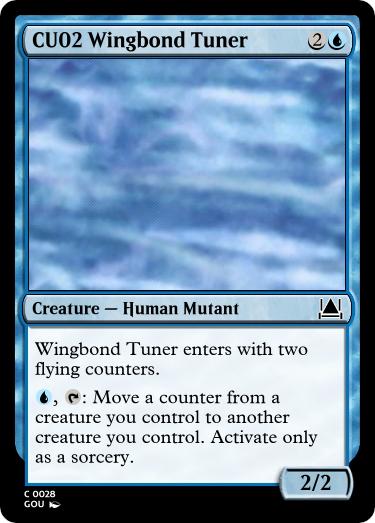 CU02 Wingbond Tuner 2
Creature — Human Mutant
Wingbond Tuner enters with two
flying counters.
, : Move a counter from a
creature you control to another
creature you control. Activate only
as a sorcery.
2/2
C 0028
GOU